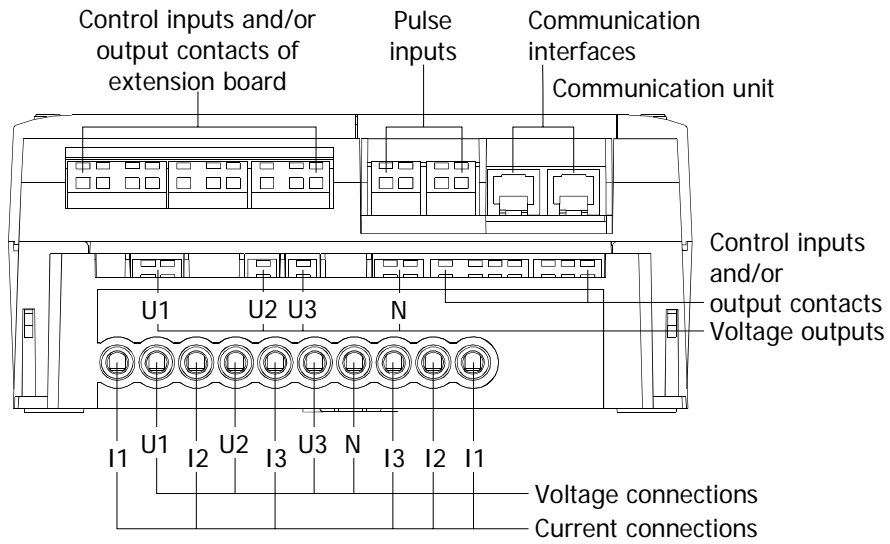 Control inputs and/or
output contacts of
extension board
Pulse
inputs
Communication
interfaces
Communication unit
Control inputs
and/or
output contacts
Voltage outputs
U1 U2 U3 N
I1 U1 I2 U2 I3 U3 N I3 I2 I1
Voltage connections
Current connections